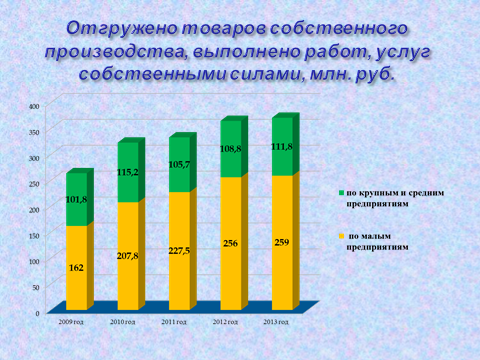 Отгружено товаров собственного
производства, выполнено работ, услуг
собственными силами, млн. руб.
400
350
300
250
200
150
100
50
0
101,8
115,2
105,7
108,8
111,8
162
207,8
227,5
256
259
2009 год
2010 год
2011 год
2012 год
2013 год
по крупным и средним
предприятиям
по малым
предприятиям